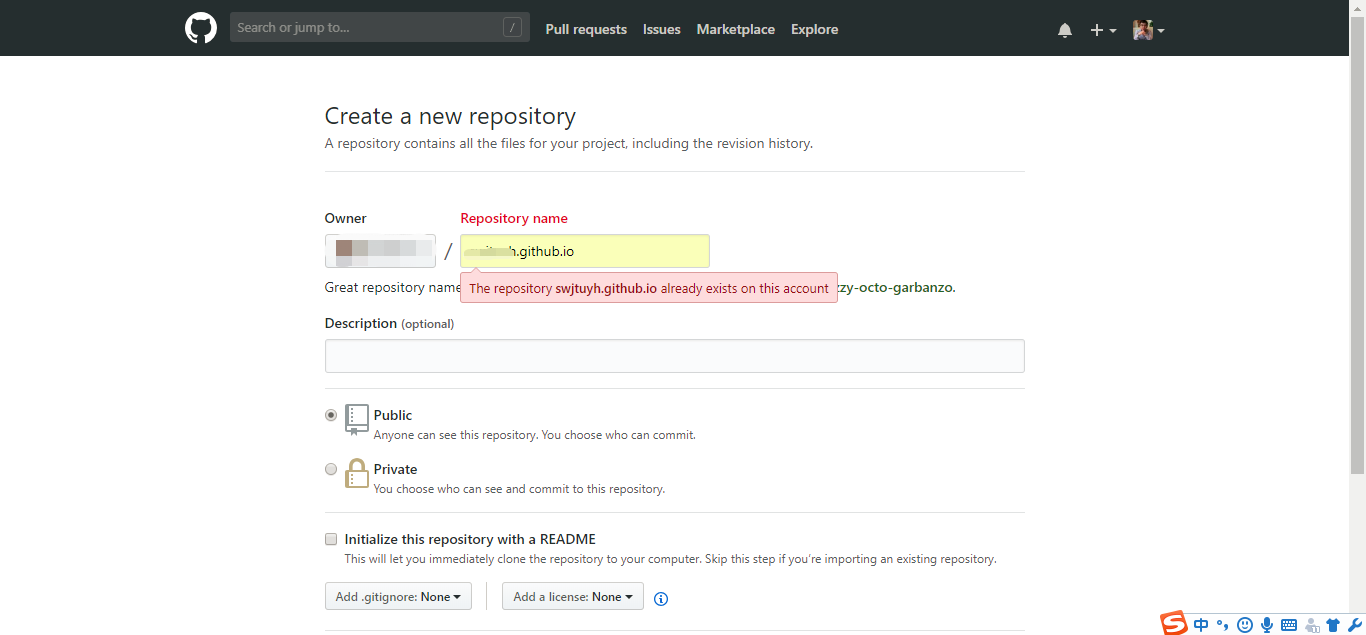 Search or jump to... /
Pull requests Issues Marketplace Explore
Create a new repository
A repository contains all the files for your project, including the revision history.
Owner Repository name
/ h.github.io
The repository swjtuyh.github.io already exists on this account
Great repository name zzy-octo-garbanzo.
Description (optional)
Public
Anyone can see this repository. You choose who can commit.
Private
You choose who can see and commit to this repository.
Initialize this repository with a README
This will let you immediately clone the repository to your computer. Skip this step if you're importing an existing repository.
Add .gitignore: None Add a license: None
S 中 °,